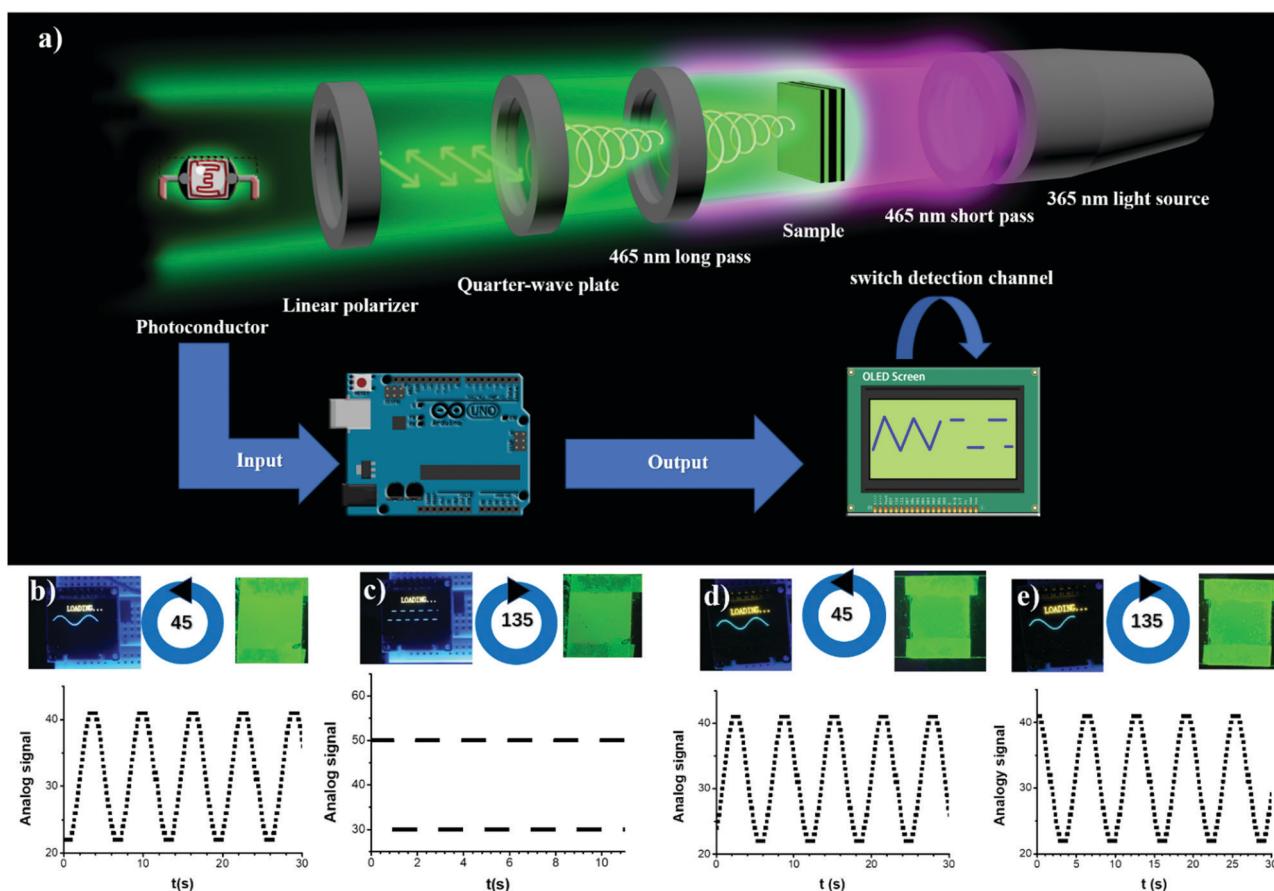 a)
365 nm light source
465 nm short pass
Sample
465 nm long pass
Quarter-wave plate
Linear polarizer
Photoconductor
switch detection channel
Input
Output
UNO
OLED Screen
b)
LOADING...
45
c)
LOADING...
135
d)
LOADING...
45
e)
LOADING...
135
Analog signal
40
30
20
0
10
20
30
t(s)
Analog signal
60
50
40
30
0
2
4
6
8
10
t(s)
Analog signal
40
30
20
0
10
20
30
t (s)
Analogy signal
40
30
20
0
5
10
15
20
25
30
t (s)